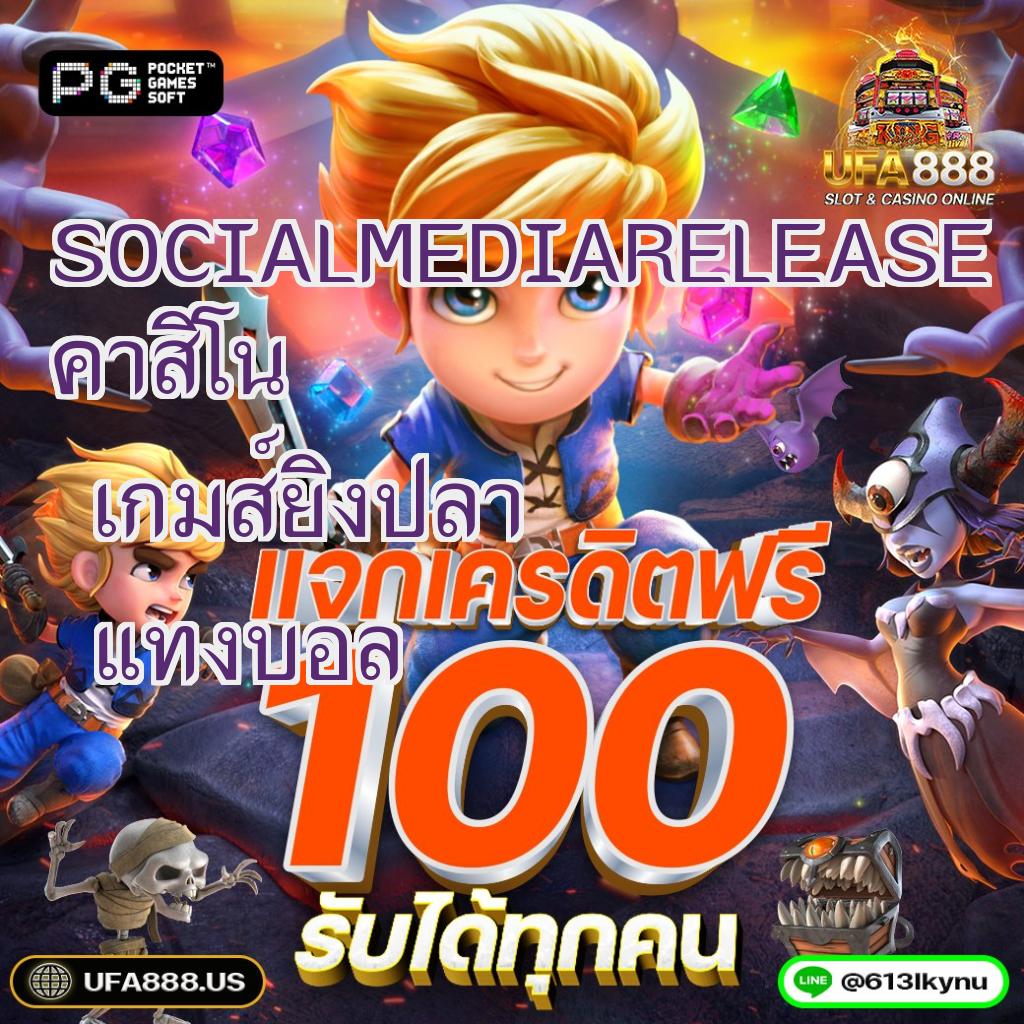 PG POCKET GAMES SOFT™
UFA888
SLOT & CASINO ONLINE
SOCIALMEDIARELEASE
คาสิโน
เกมส์ยิงปลา
แจกเครดิตฟรี
แทงบอล
100
รับได้ทุกคน
UFA888.US
LINE @613lkynu